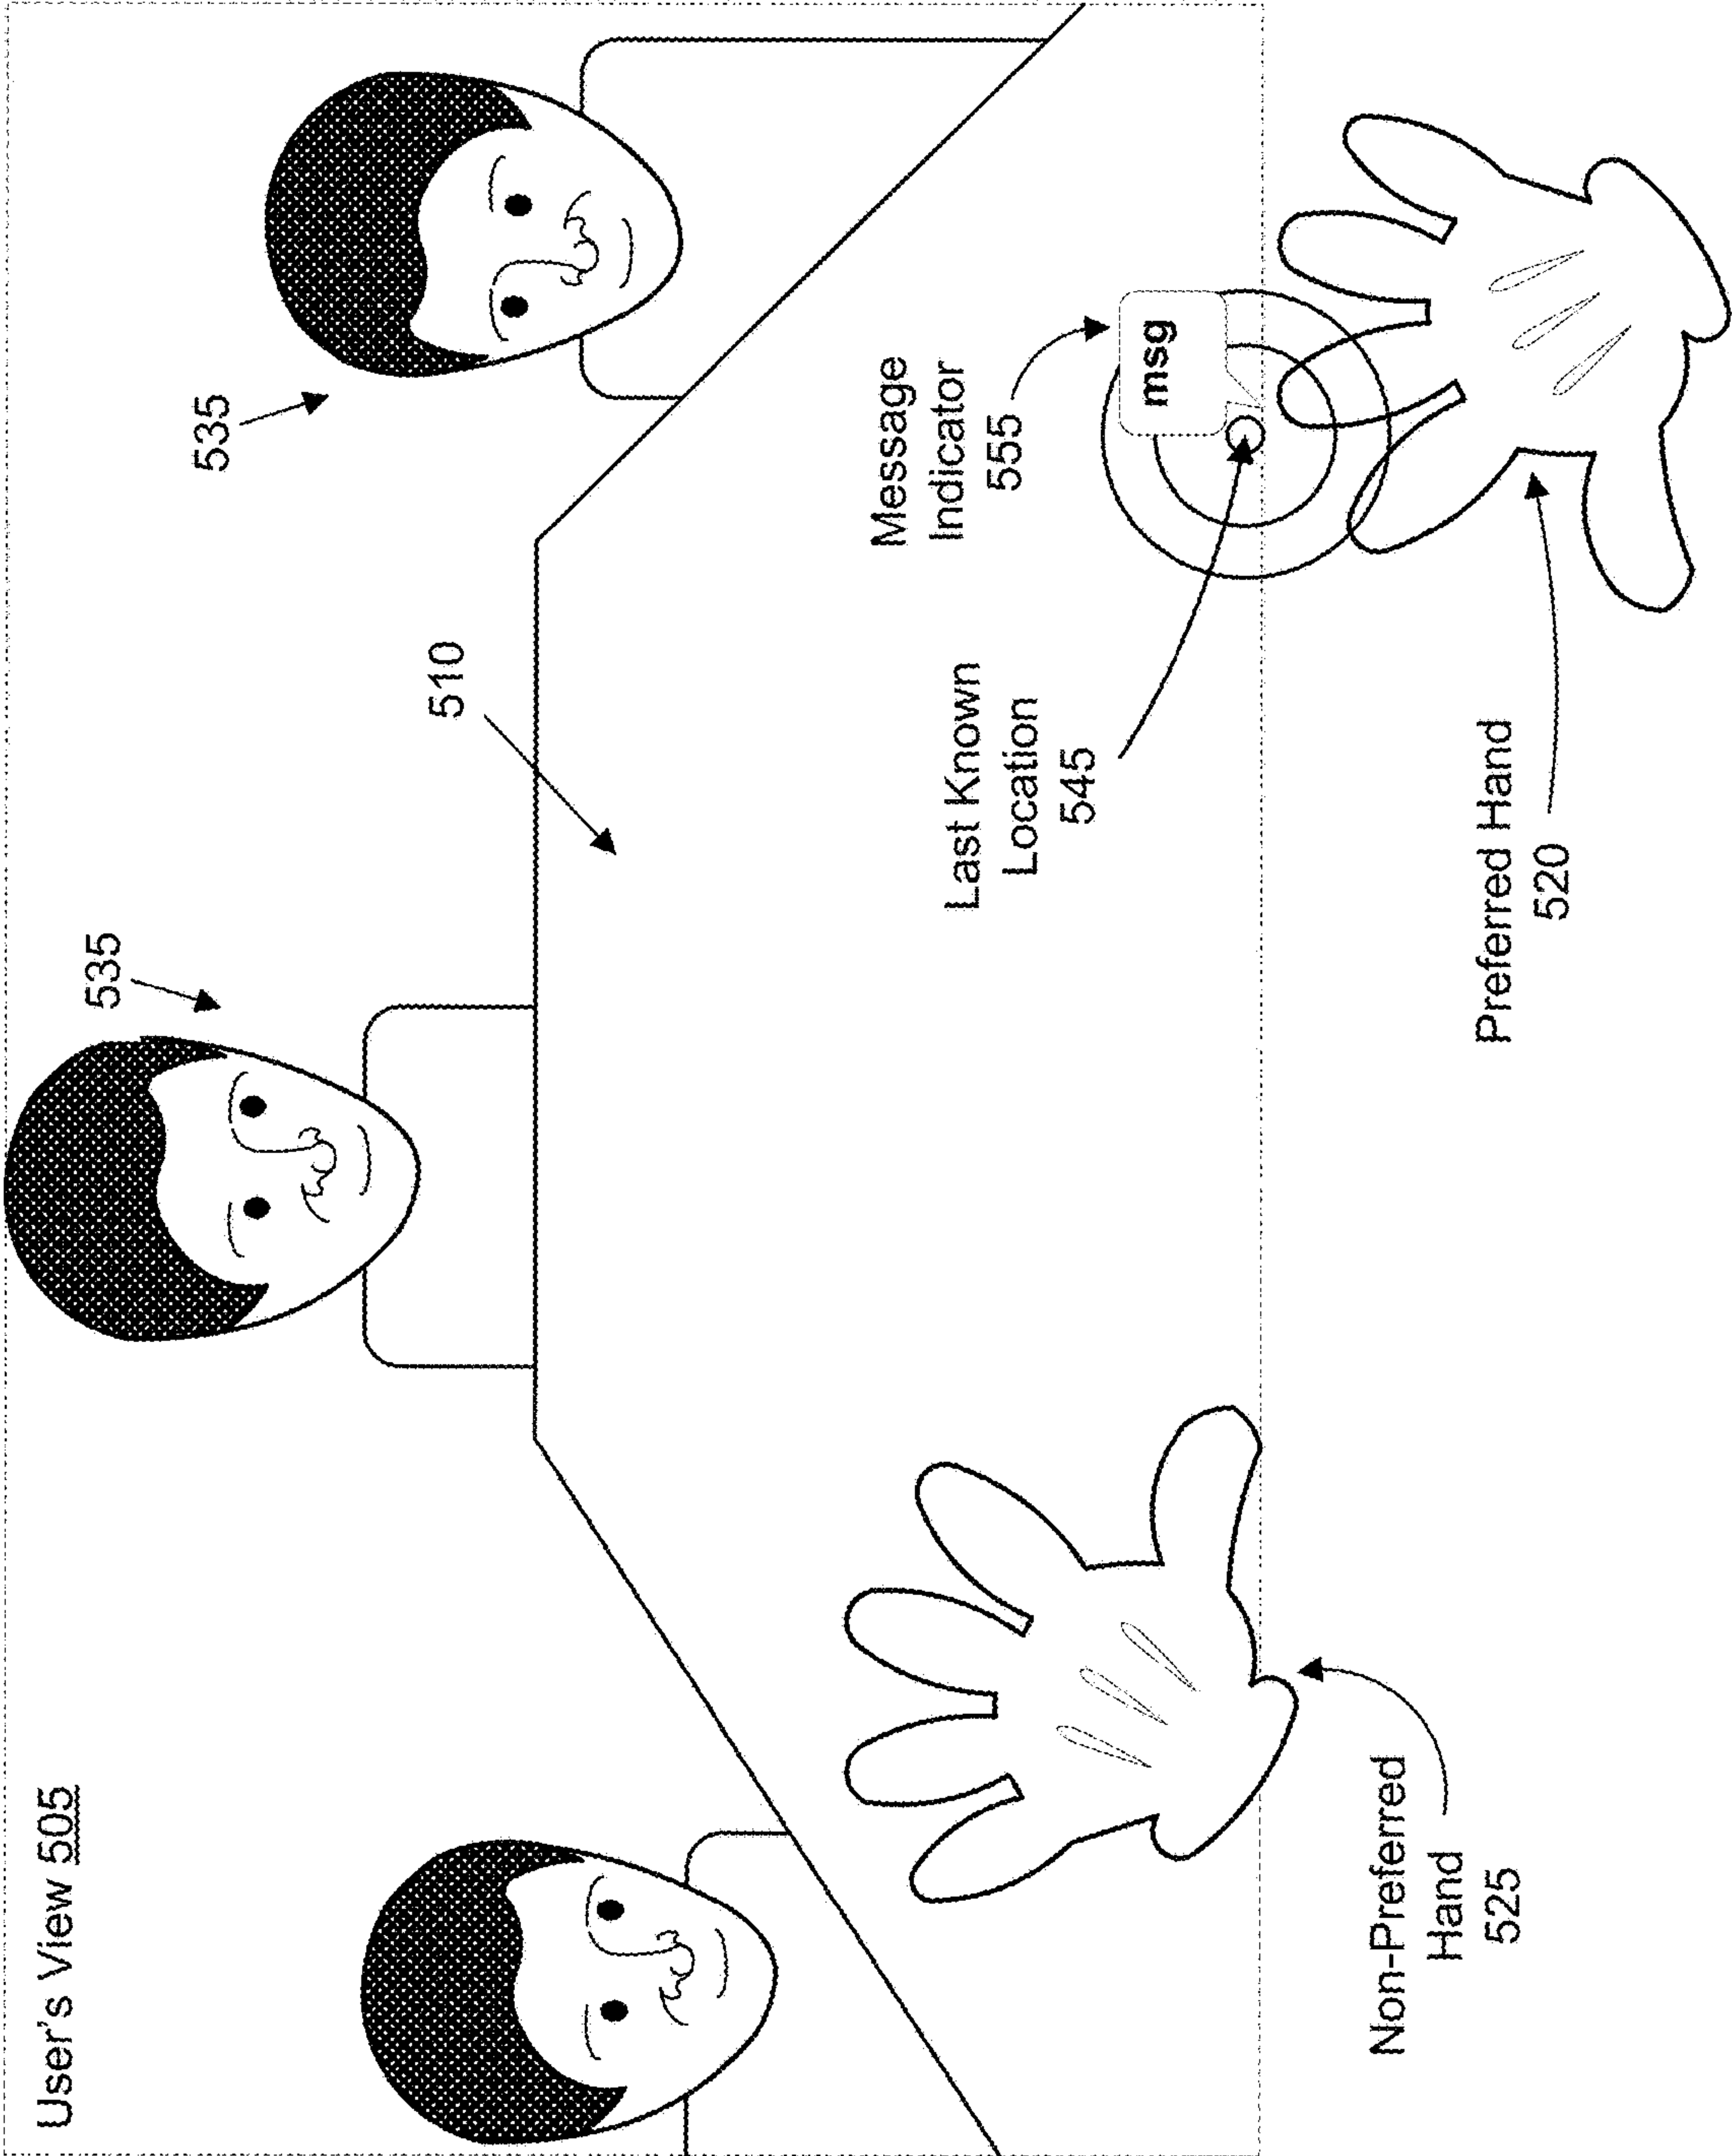 User's View 505
535
535
510
Message
Indicator
555
msg
Last Known
Location
545
Preferred Hand
520
Non-Preferred
Hand
525